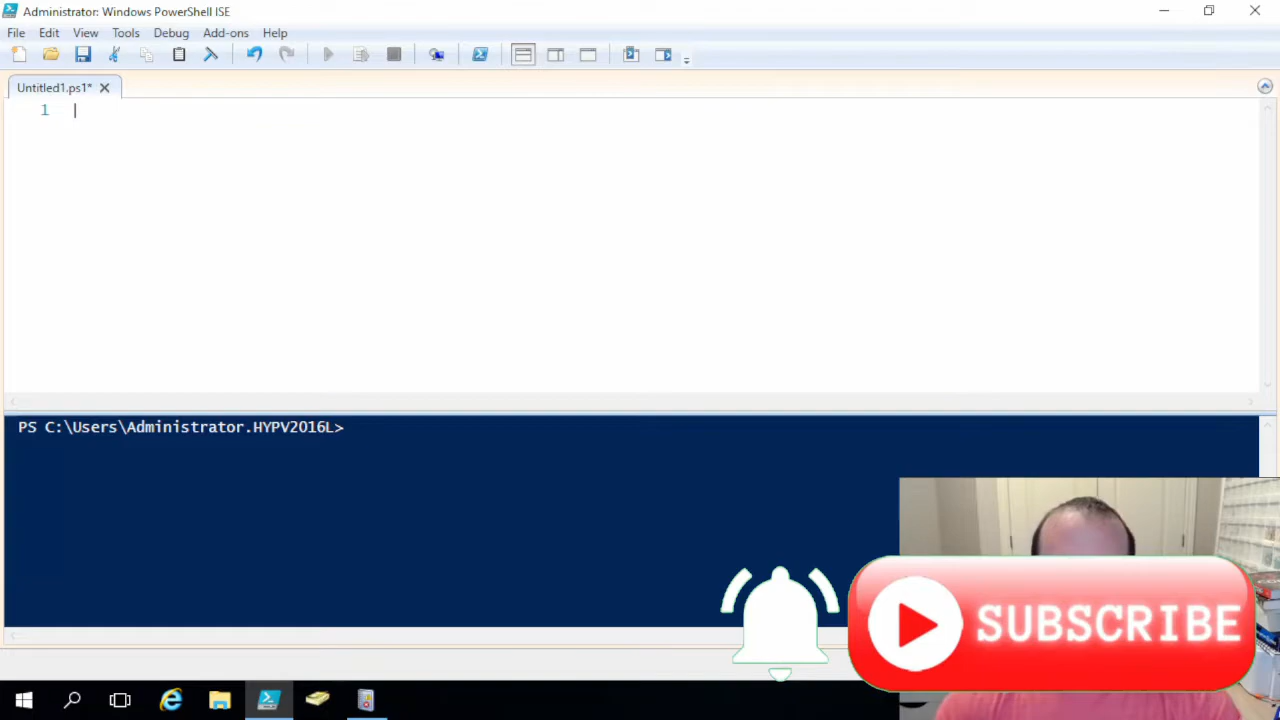 Administrator: Windows PowerShell ISE
File Edit View Tools Debug Add-ons Help
Untitled1.ps1*
1
PS C:\Users\Administrator.HYPV2016L>
SUBSCRIBE